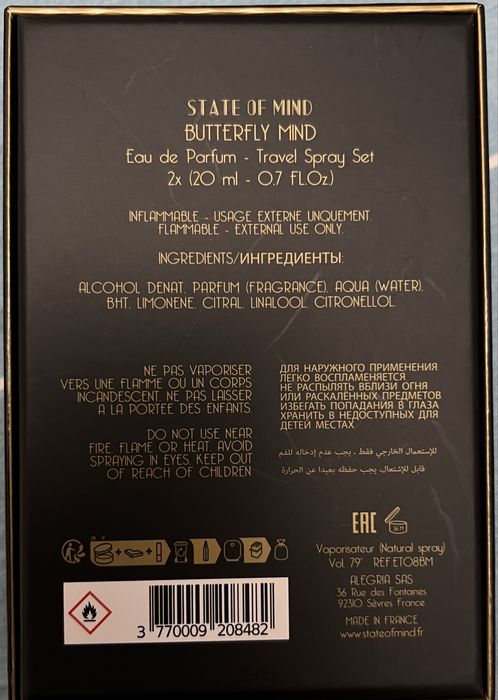 STATE OF MIND
BUTTERFLY MIND
Eau de Parfum - Travel Spray Set
2x (20 ml - 0.7 FL.Oz.)
INFLAMMABLE - USAGE EXTERNE UNIQUEMENT.
FLAMMABLE - EXTERNAL USE ONLY.
INGREDIENTS/ИНГРЕДИЕНТЫ:
ALCOHOL DENAT, PARFUM (FRAGRANCE), AQUA (WATER),
BHT, LIMONENE, CITRAL, LINALOOL, CITRONELLOL.
NE PAS VAPORISER
VERS UNE FLAMME OU UN CORPS
INCANDESCENT. NE PAS LAISSER
A LA PORTEE DES ENFANTS
DO NOT USE NEAR
FIRE, FLAME OR HEAT. AVOID
SPRAYING IN EYES. KEEP OUT
OF REACH OF CHILDREN
ДЛЯ НАРУЖНОГО ПРИМЕНЕНИЯ
ЛЕГКО ВОСПЛАМЕНЯЕТСЯ
НЕ РАСПЫЛЯТЬ ВБЛИЗИ ОГНЯ
ИЛИ РАСКАЛЁННЫХ ПРЕДМЕТОВ
ИЗБЕГАТЬ ПОПАДАНИЯ В ГЛАЗА
ХРАНИТЬ В НЕДОСТУПНЫХ ДЛЯ
ДЕТЕЙ МЕСТАХ
للإستعمال الخارجي فقط ، يجب عدم إدخاله للفم
قابل للإشتعال، يجب حفظه بعيدا عن الحرارة
EAC
36 M
Vaporisateur (Natural spray)
Vol. 79° REF.ETO8BM
ALEGRIA SAS
36 Rue des Fontaines
92310 Sèvres France
MADE IN FRANCE
www.stateofmind.fr
3 770009 208482